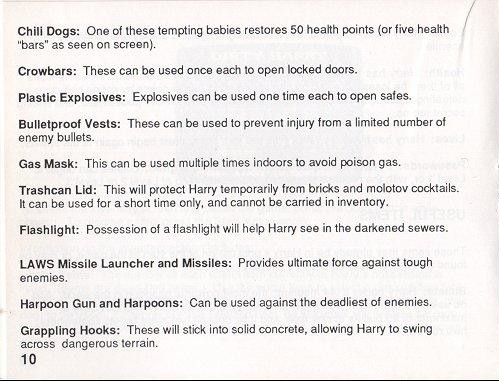 Chili Dogs: One of these tempting babies restores 50 health points (or five health
"bars" as seen on screen).
Crowbars: These can be used once each to open locked doors.
Plastic Explosives: Explosives can be used one time each to open safes.
Bulletproof Vests: These can be used to prevent injury from a limited number of
enemy bullets.
Gas Mask: This can be used multiple times indoors to avoid poison gas.
Trashcan Lid: This will protect Harry temporarily from bricks and molotov cocktails.
It can be used for a short time only, and cannot be carried in inventory.
Flashlight: Possession of a flashlight will help Harry see in the darkened sewers.
LAWS Missile Launcher and Missiles: Provides ultimate force against tough
enemies.
Harpoon Gun and Harpoons: Can be used against the deadliest of enemies.
Grappling Hooks: These will stick into solid concrete, allowing Harry to swing
across dangerous terrain.
10